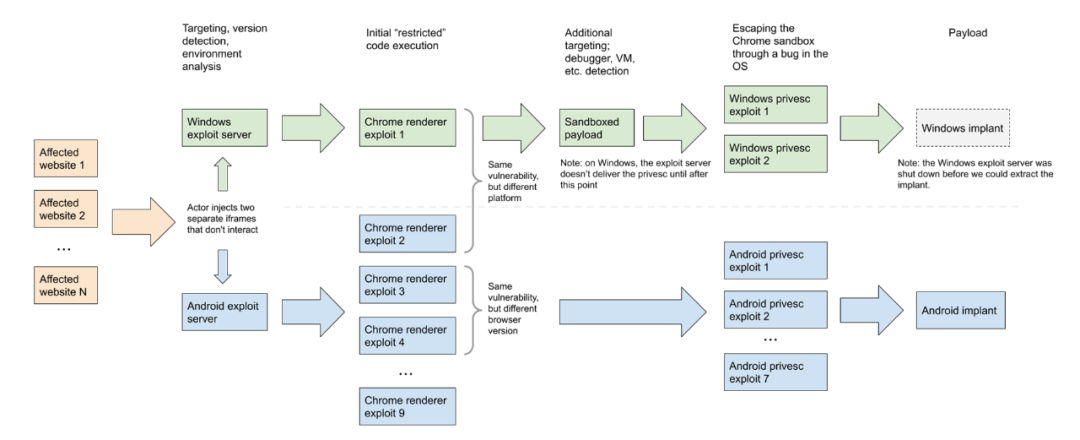 Targeting, version
detection,
environment
analysis
Initial “restricted”
code execution
Additional
targeting;
debugger, VM,
etc. detection
Escaping the
Chrome sandbox
through a bug in the
OS
Payload
Affected
website 1
Affected
website 2
...
Affected
website N
Windows
exploit server
Actor injects two
separate iframes
that don't interact
Android exploit
server
Chrome renderer
exploit 1
Same
vulnerability,
but different
platform
Chrome renderer
exploit 2
Chrome renderer
exploit 3
Same
vulnerability,
but different
browser
version
Chrome renderer
exploit 4
...
Chrome renderer
exploit 9
Sandboxed
payload
Note: on Windows, the exploit server
doesn’t deliver the privesc until after
this point
Windows privesc
exploit 1
Windows privesc
exploit 2
Windows implant
Note: the Windows exploit server was
shut down before we could extract the
implant.
Android privesc
exploit 1
Android privesc
exploit 2
...
Android privesc
exploit 7
Android implant